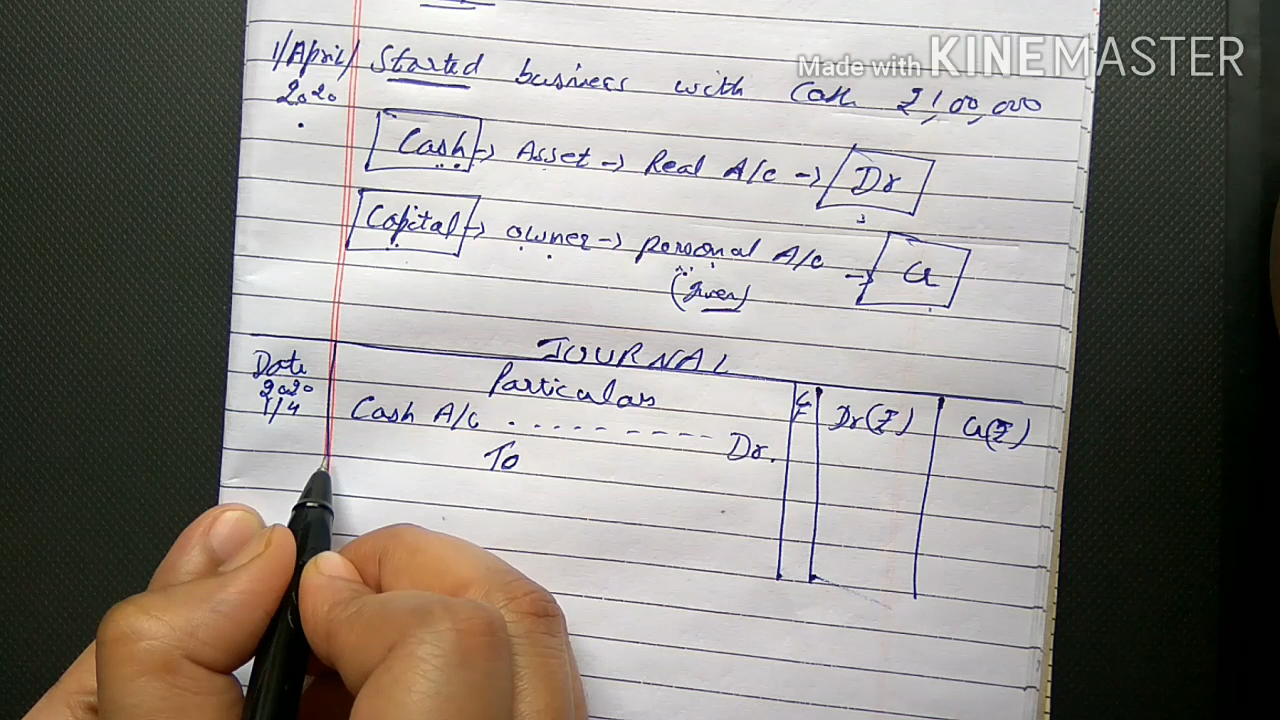 Made with KINEMASTER
1/April/ Started business with Cash ₹1,00,000
2020
Cash → Asset → Real A/c → Dr
Capital → owner → personal A/c → Cr
(Giver)
JOURNAL
Date Particulars L F Dr(₹) Cr(₹)
2020
1/4 Cash A/c .......---- Dr.
To